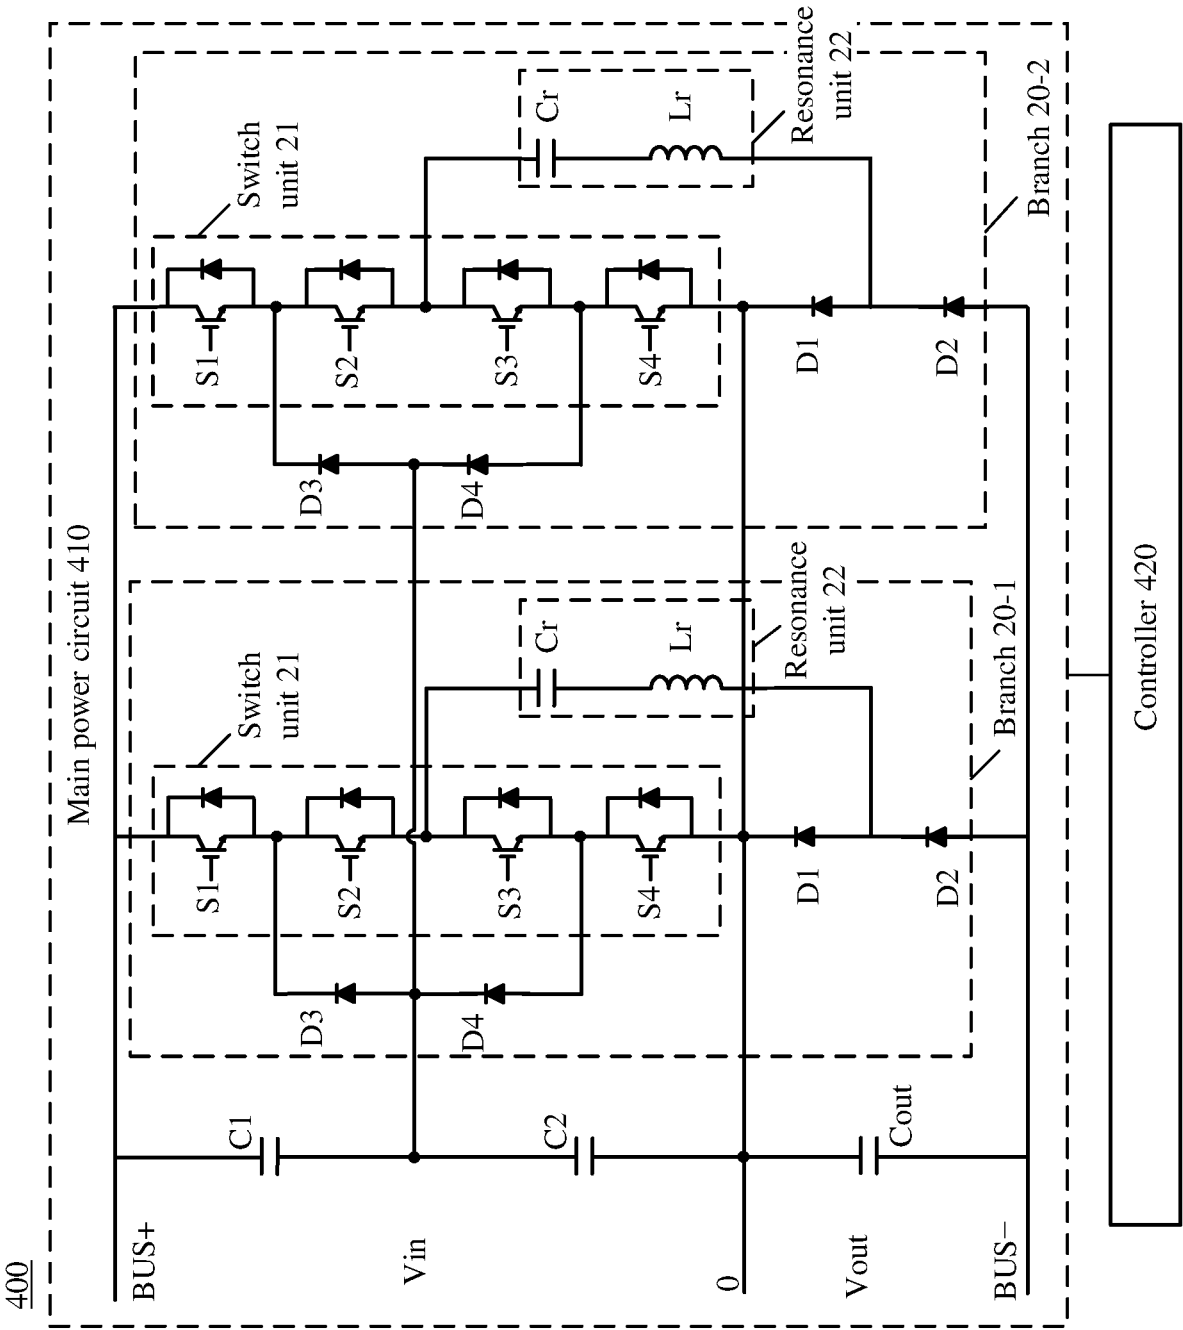 400
Main power circuit 410
BUS+
Vin
0
Vout
BUS−
C1
C2
Cout
Switch
unit 21
S1
S2
S3
S4
D3
D4
D1
D2
Cr
Lr
Resonance
unit 22
Branch 20-1
Switch
unit 21
S1
S2
S3
S4
D3
D4
D1
D2
Cr
Lr
Resonance
unit 22
Branch 20-2
Controller 420